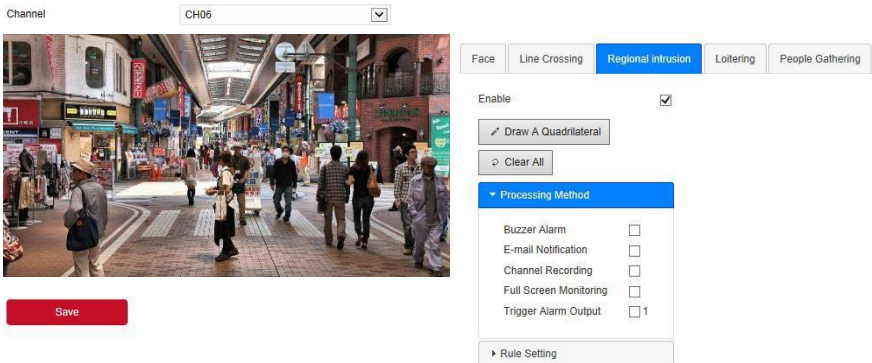 Channel
CH06
Face
Line Crossing
Regional intrusion
Loitering
People Gathering
Enable
Draw A Quadrilateral
Clear All
Processing Method
Buzzer Alarm
E-mail Notification
Channel Recording
Full Screen Monitoring
Trigger Alarm Output 1
Save
Rule Setting